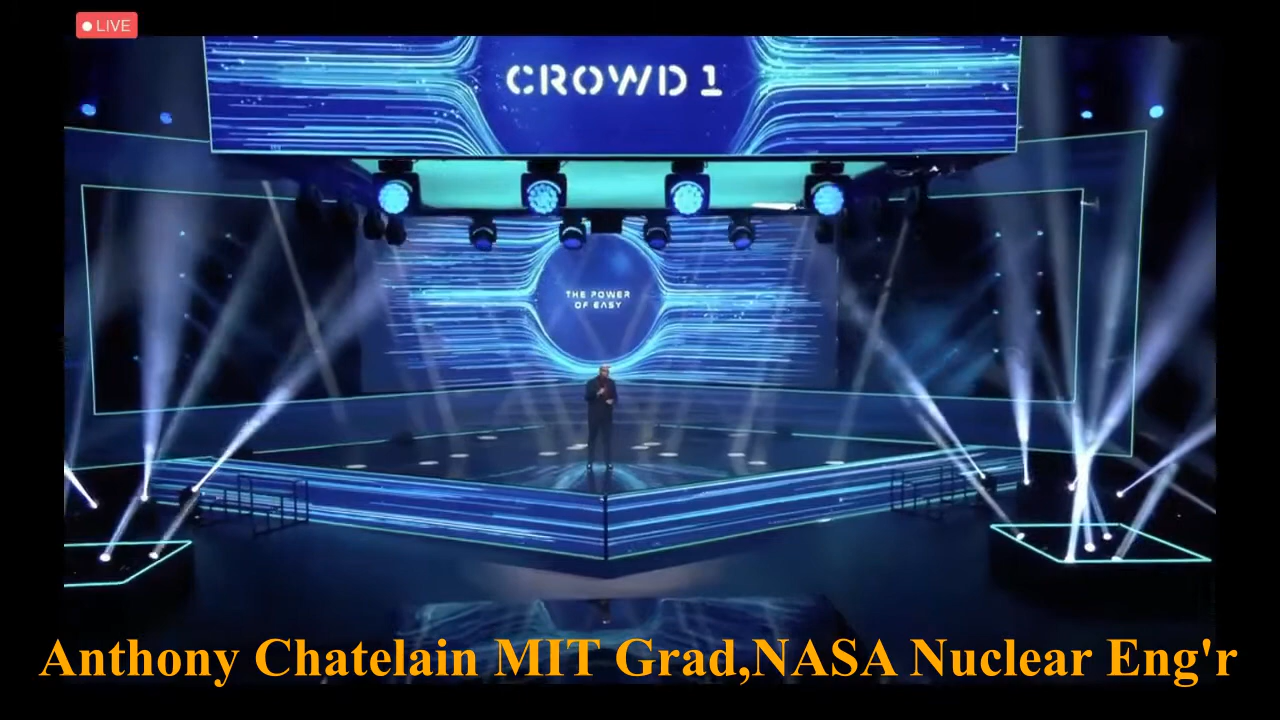 LIVE
CROWD 1
THE POWER
OF EASY
Anthony Chatelain MIT Grad,NASA Nuclear Eng'r